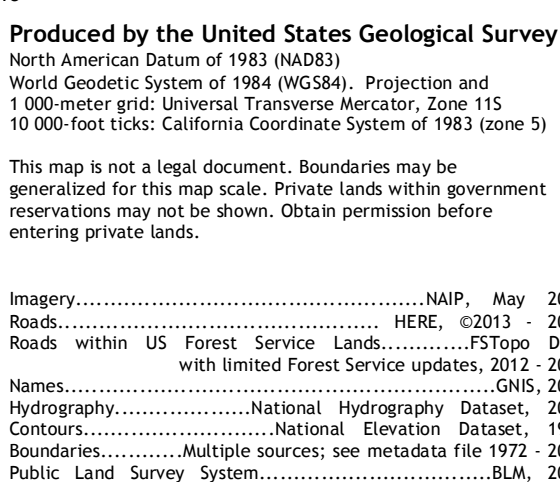 Produced by the United States Geological Survey
North American Datum of 1983 (NAD83)
World Geodetic System of 1984 (WGS84). Projection and
1 000-meter grid: Universal Transverse Mercator, Zone 11S
10 000-foot ticks: California Coordinate System of 1983 (zone 5)
This map is not a legal document. Boundaries may be
generalized for this map scale. Private lands within government
reservations may not be shown. Obtain permission before
entering private lands.
Imagery....................................................NAIP, May
Roads................................................ HERE, ©2013 -
Roads within US Forest Service Lands.............FSTopo
with limited Forest Service updates, 2012 -
Names.................................................................GNIS,
Hydrography....................National Hydrography Dataset,
Contours............................National Elevation Dataset,
Boundaries............Multiple sources; see metadata file 1972 -
Public Land Survey System...................................BLM,